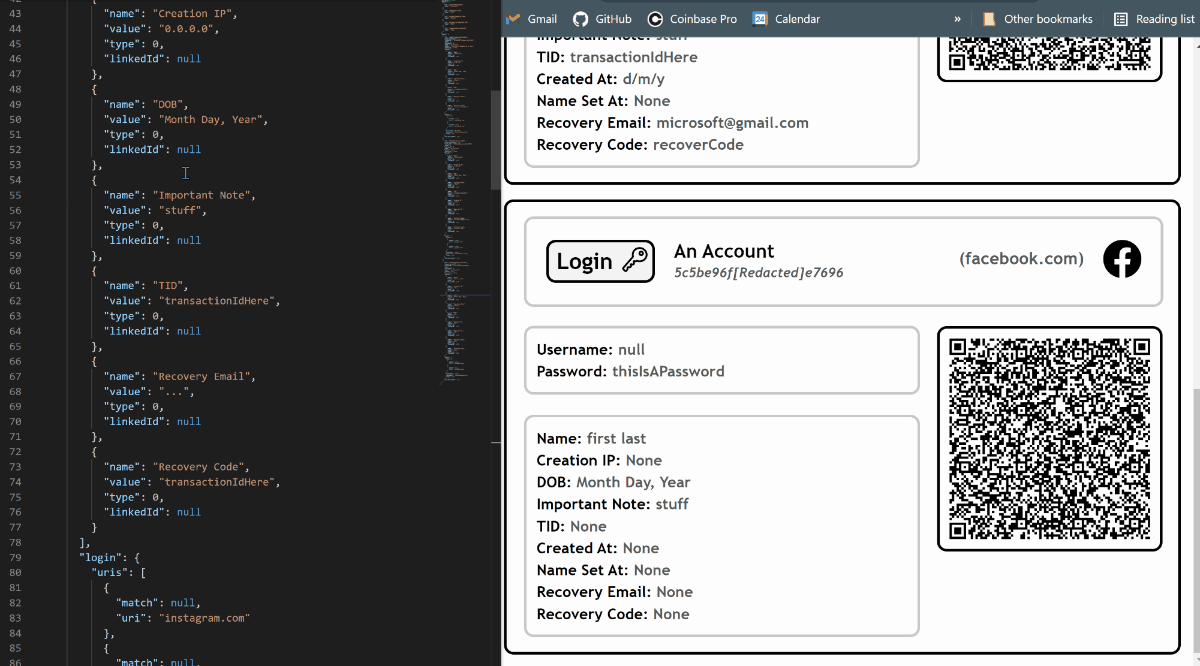 42 {
43 "name": "Creation IP",
44 "value": "0.0.0.0",
45 "type": 0,
46 "linkedId": null
47 },
48 {
49 "name": "DOB",
50 "value": "Month Day, Year",
51 "type": 0,
52 "linkedId": null
53 },
54 {
55 "name": "Important Note",
56 "value": "stuff",
57 "type": 0,
58 "linkedId": null
59 },
60 {
61 "name": "TID",
62 "value": "transactionIdHere",
63 "type": 0,
64 "linkedId": null
65 },
66 {
67 "name": "Recovery Email",
68 "value": "...",
69 "type": 0,
70 "linkedId": null
71 },
72 {
73 "name": "Recovery Code",
74 "value": "transactionIdHere",
75 "type": 0,
76 "linkedId": null
77 }
78 ],
79 "login": {
80 "uris": [
81 {
82 "match": null,
83 "uri": "instagram.com"
84 },
85 {
86 "match": null,
Gmail GitHub Coinbase Pro 24 Calendar » Other bookmarks Reading list
Important Note: stuff
TID: transactionIdHere
Created At: d/m/y
Name Set At: None
Recovery Email: microsoft@gmail.com
Recovery Code: recoverCode
Login
An Account
5c5be96f[Redacted]e7696
(facebook.com)
Username: null
Password: thisIsAPassword
Name: first last
Creation IP: None
DOB: Month Day, Year
Important Note: stuff
TID: None
Created At: None
Name Set At: None
Recovery Email: None
Recovery Code: None